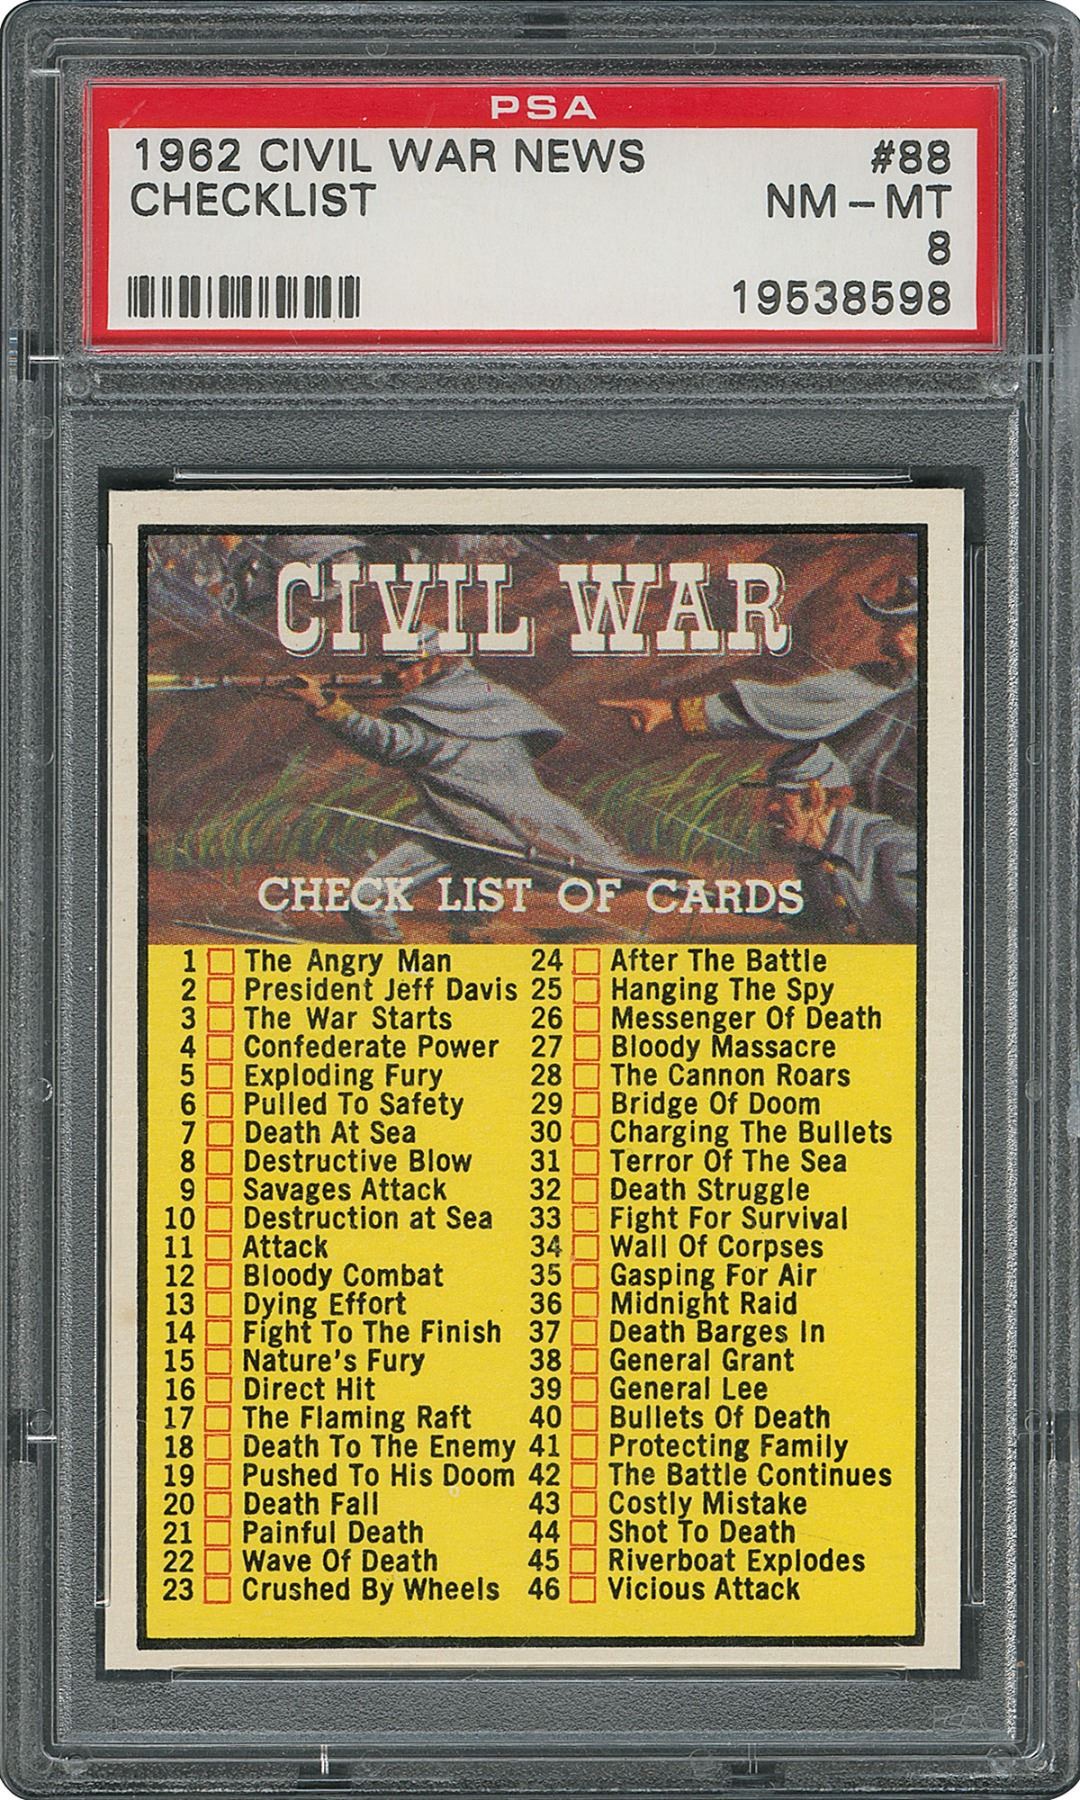 PSA
1962 CIVIL WAR NEWS #88
CHECKLIST NM - MT
8
19538598
CIVIL WAR
CHECK LIST OF CARDS
1 The Angry Man
2 President Jeff Davis
3 The War Starts
4 Confederate Power
5 Exploding Fury
6 Pulled To Safety
7 Death At Sea
8 Destructive Blow
9 Savages Attack
10 Destruction at Sea
11 Attack
12 Bloody Combat
13 Dying Effort
14 Fight To The Finish
15 Nature's Fury
16 Direct Hit
17 The Flaming Raft
18 Death To The Enemy
19 Pushed To His Doom
20 Death Fall
21 Painful Death
22 Wave Of Death
23 Crushed By Wheels
24 After The Battle
25 Hanging The Spy
26 Messenger Of Death
27 Bloody Massacre
28 The Cannon Roars
29 Bridge Of Doom
30 Charging The Bullets
31 Terror Of The Sea
32 Death Struggle
33 Fight For Survival
34 Wall Of Corpses
35 Gasping For Air
36 Midnight Raid
37 Death Barges In
38 General Grant
39 General Lee
40 Bullets Of Death
41 Protecting Family
42 The Battle Continues
43 Costly Mistake
44 Shot To Death
45 Riverboat Explodes
46 Vicious Attack
PSA